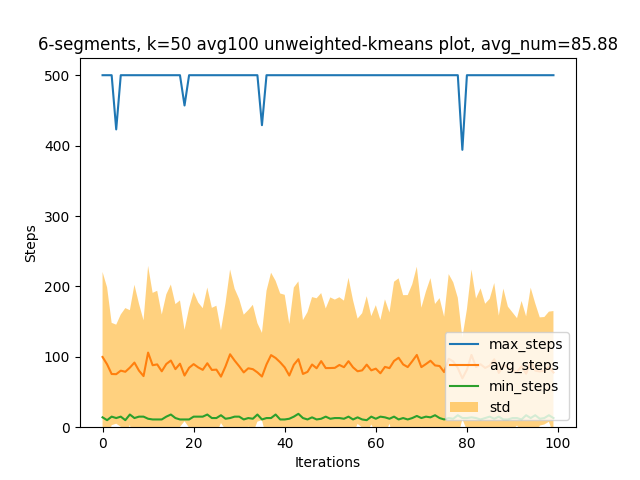 6-segments, k=50 avg100 unweighted-kmeans plot, avg_num=85.88
500
400
300
200
100
0
Steps
0
20
40
60
80
100
Iterations
max_steps
avg_steps
min_steps
std